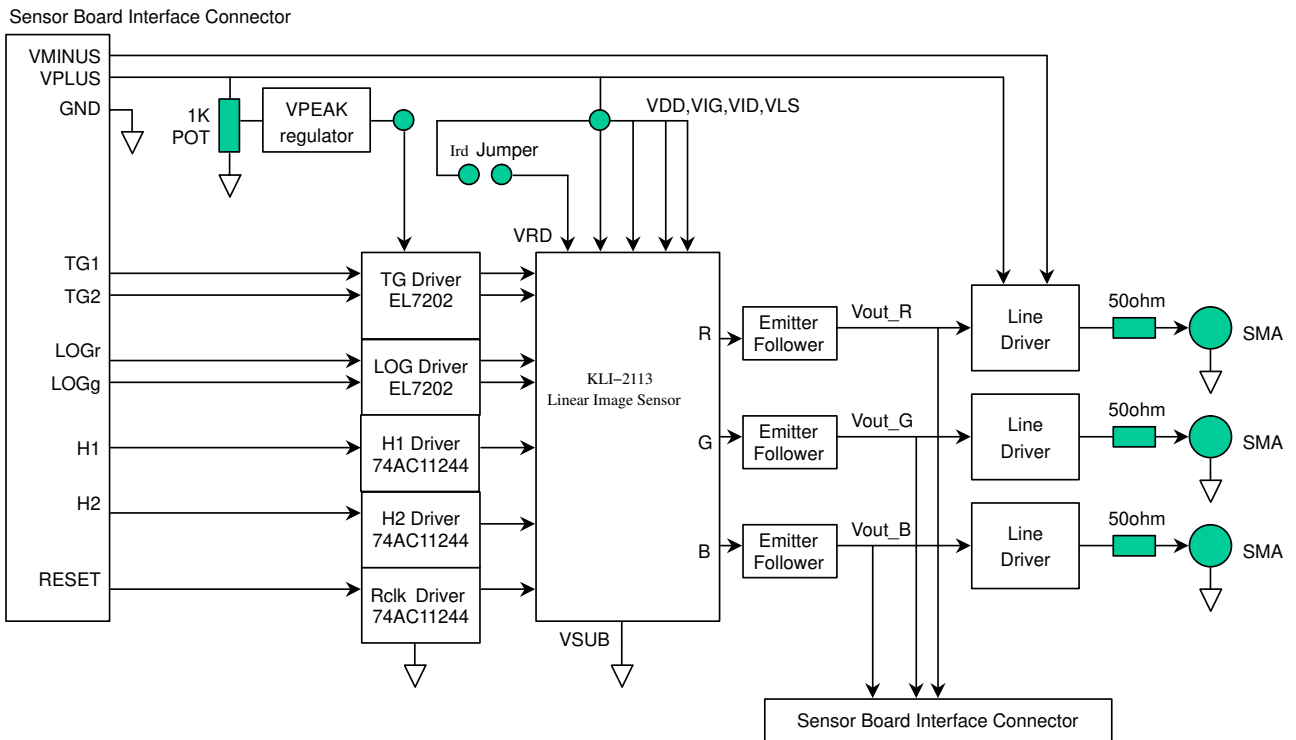 Sensor Board Interface Connector
VMINUS
VPLUS
GND
1K
POT
VPEAK
regulator
VDD,VIG,VID,VLS
Ird Jumper
VRD
TG1
TG2
LOGr
LOGg
H1
H2
RESET
TG Driver
EL7202
LOG Driver
EL7202
H1 Driver
74AC11244
H2 Driver
74AC11244
Rclk Driver
74AC11244
KLI−2113
Linear Image Sensor
R
G
B
VSUB
Emitter
Follower
Vout_R
Line
Driver
50ohm
SMA
Emitter
Follower
Vout_G
Line
Driver
50ohm
SMA
Emitter
Follower
Vout_B
Line
Driver
50ohm
SMA
Sensor Board Interface Connector